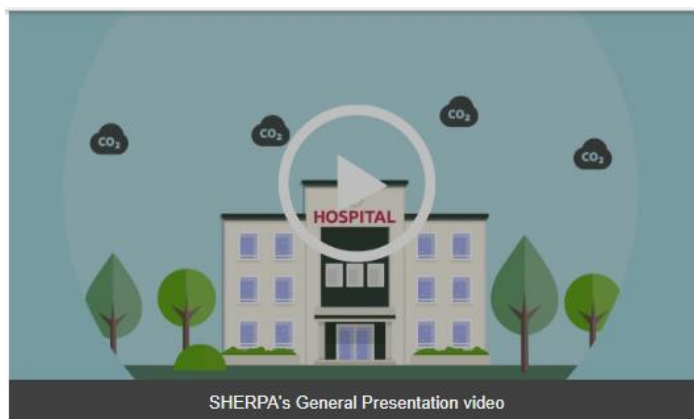 CO₂
CO₂
CO₂
CO₂
HOSPITAL
SHERPA's General Presentation video